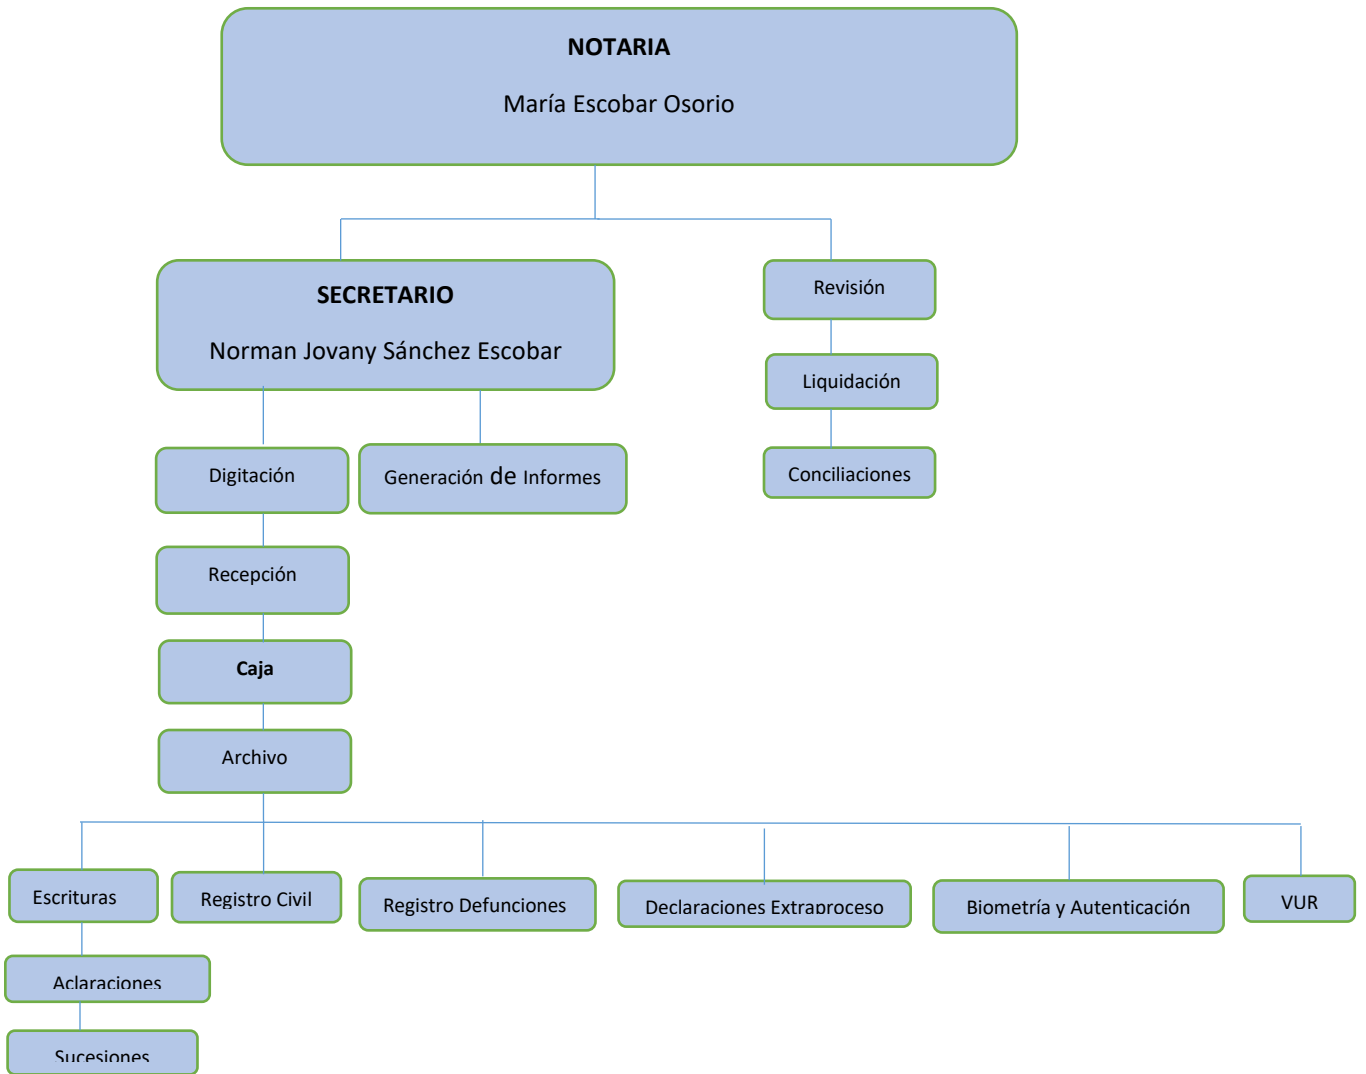 NOTARIA
María Escobar Osorio
SECRETARIO
Norman Jovany Sánchez Escobar
Revisión
Liquidación
Conciliaciones
Digitación
Generación de Informes
Recepción
Caja
Archivo
Escrituras
Registro Civil
Registro Defunciones
Declaraciones Extraproceso
Biometría y Autenticación
VUR
Aclaraciones
Sucesiones